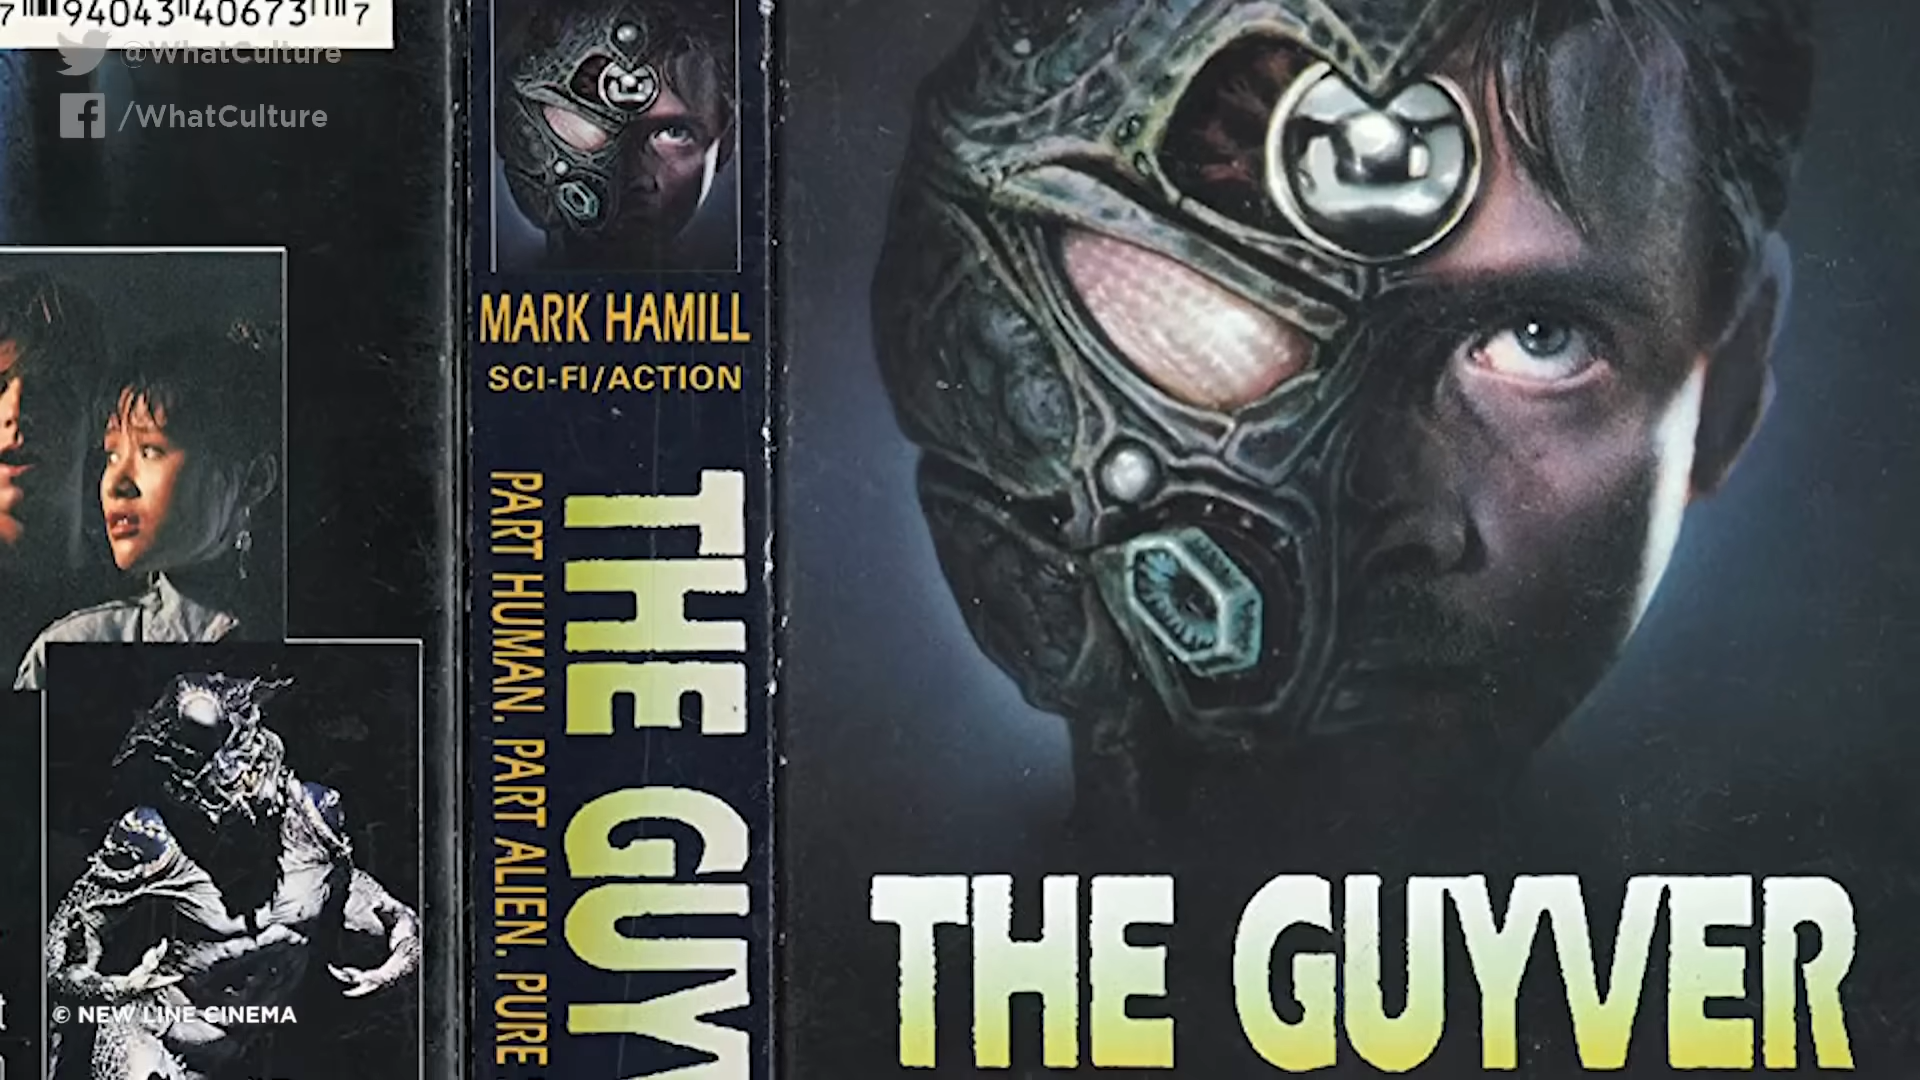 7 94043 40673 7
@WhatCulture
/WhatCulture
MARK HAMILL
SCI-FI/ACTION
THE GUY
PART HUMAN. PART ALIEN. PURE
THE GUYVER
© NEW LINE CINEMA